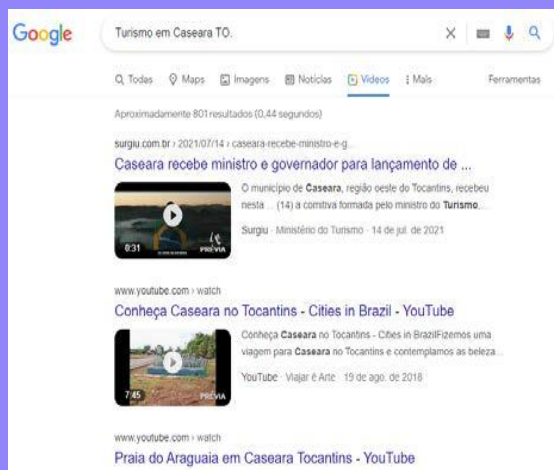 Google
Turismo em Caseara TO.
Todas Maps Imagens Notícias Vídeos Mais Ferramentas
Aproximadamente 801 resultados (0,44 segundos)
surgiu.com.br › 2021/07/14 › caseara-recebe-ministro-e-g...
Caseara recebe ministro e governador para lançamento de ...
O município de Caseara, região oeste do Tocantins, recebeu
nesta ... (14) a comitiva formada pelo ministro do Turismo, ...
0:31 PRÉVIA
Surgiu · Ministério do Turismo · 14 de jul. de 2021
www.youtube.com › watch
Conheça Caseara no Tocantins - Cities in Brazil - YouTube
Conheça Caseara no Tocantins - Cities in BrazilFizemos uma
viagem para Caseara no Tocantins e contemplamos as beleza...
YouTube · Viajar é Arte · 19 de ago. de 2018
7:45 PRÉVIA
www.youtube.com › watch
Praia do Araguaia em Caseara Tocantins - YouTube